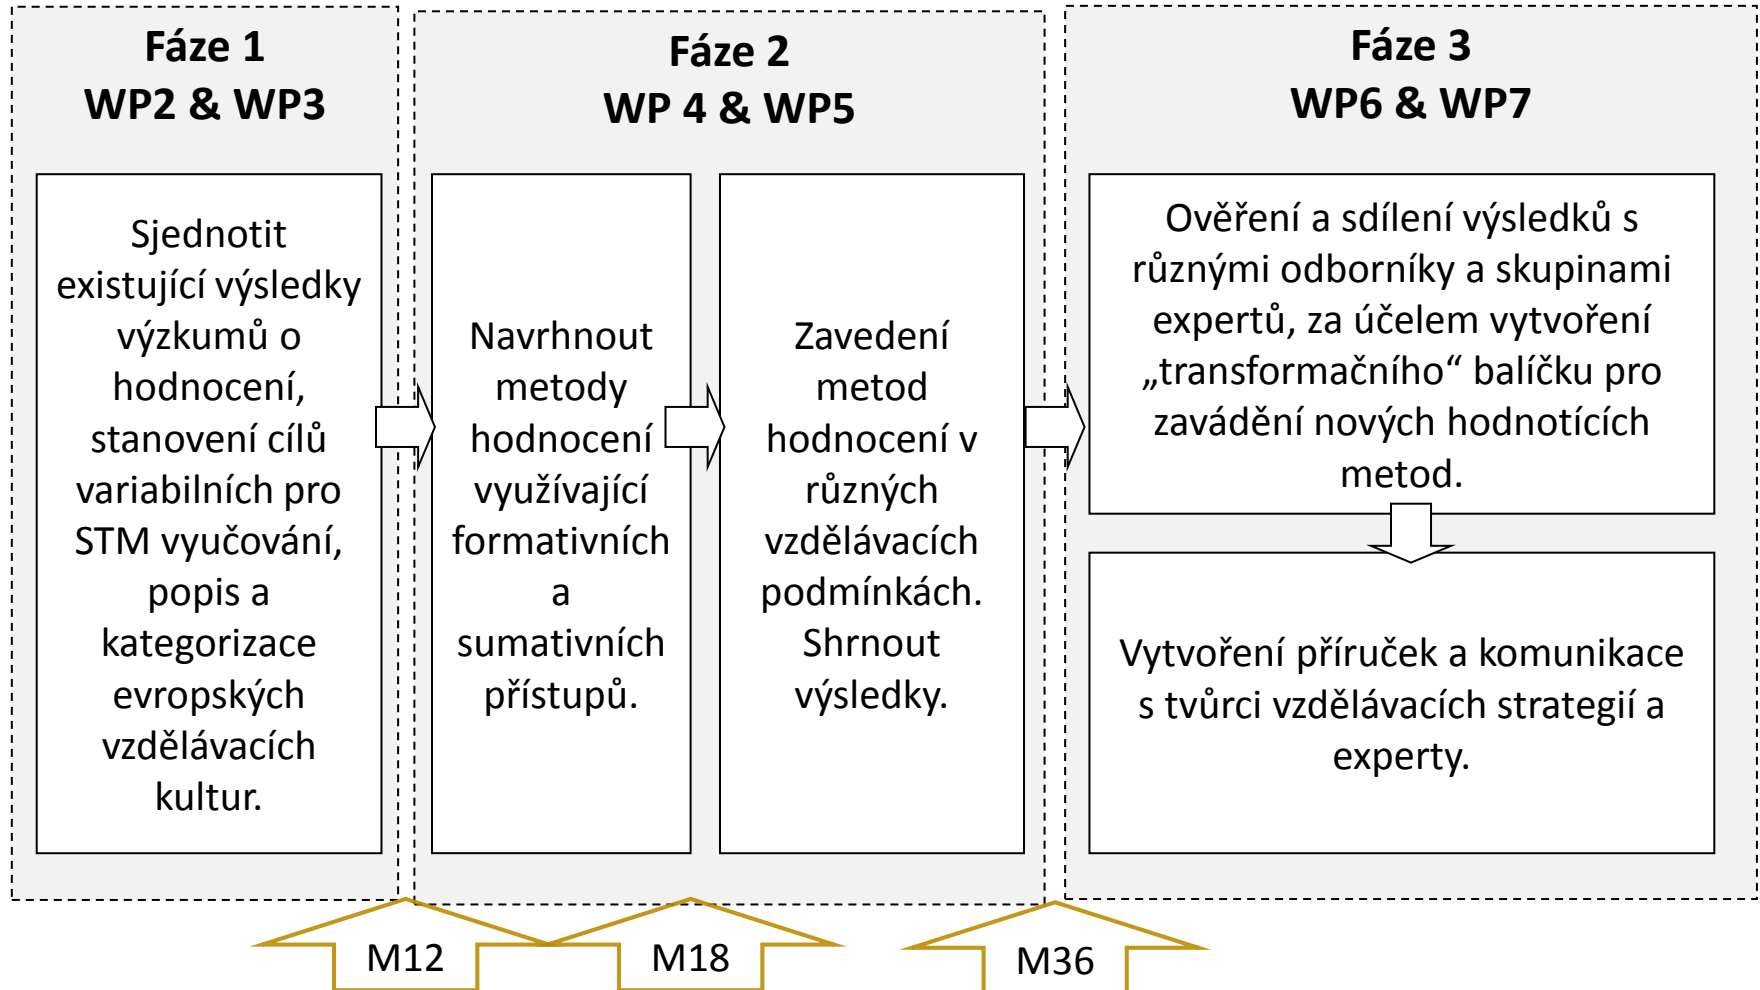 Fáze 1
WP2 & WP3
Sjednotit
existující výsledky
výzkumů o
hodnocení,
stanovení cílů
variabilních pro
STM vyučování,
popis a
kategorizace
evropských
vzdělávacích
kultur.
Fáze 2
WP 4 & WP5
Navrhnout
metody
hodnocení
využívající
formativních
a
sumativních
přístupů.
Zavedení
metod
hodnocení v
různých
vzdělávacích
podmínkách.
Shrnout
výsledky.
Fáze 3
WP6 & WP7
Ověření a sdílení výsledků s
různými odborníky a skupinami
expertů, za účelem vytvoření
„transformačního“ balíčku pro
zavádění nových hodnotících
metod.
Vytvoření příruček a komunikace
s tvůrci vzdělávacích strategií a
experty.
M12
M18
M36